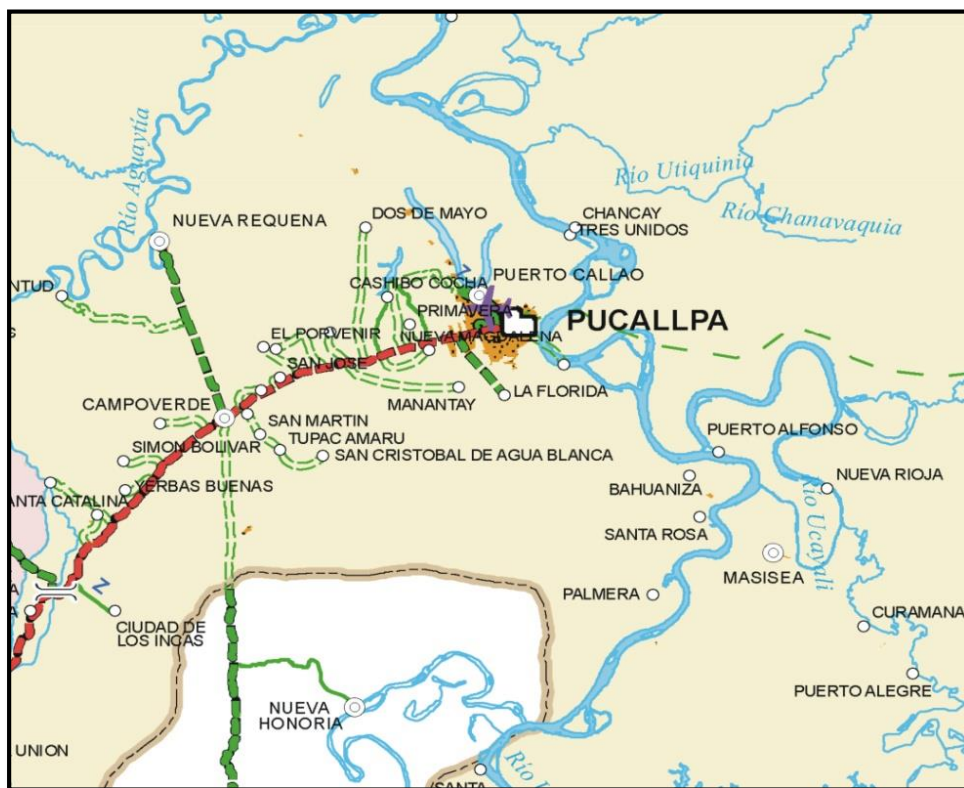 Río Aguaytía
Río Utiquinia
Río Chanavaquia
NUEVA REQUENA
DOS DE MAYO
CHANCAY
TRES UNIDOS
PUERTO CALLAO
CASHIBO COCHA
NTUD
PRIMAVERA
PUCALLPA
EL PORVENIR
NUEVA MAGDALENA
SAN JOSE
LA FLORIDA
MANANTAY
CAMPOVERDE
SAN MARTIN
TUPAC AMARU
PUERTO ALFONSO
SIMON BOLIVAR
SAN CRISTOBAL DE AGUA BLANCA
NUEVA RIOJA
YERBAS BUENAS
BAHUANIZA
ANTA CATALINA
Río Ucayali
SANTA ROSA
MASISEA
PALMERA
A
A
CIUDAD DE
LOS INCAS
CURAMANA
PUERTO ALEGRE
NUEVA
HONORIA
UNION
Río
SANTA